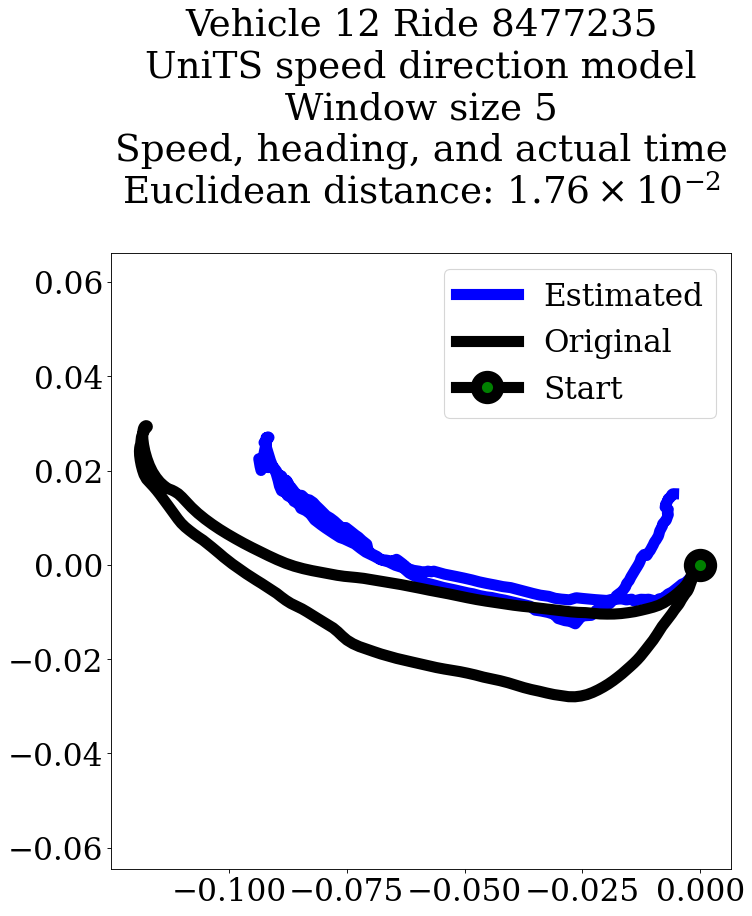 Vehicle 12 Ride 8477235
UniTS speed direction model
Window size 5
Speed, heading, and actual time
Euclidean distance: 1.76 × 10⁻²
Estimated
Original
Start
0.06
0.04
0.02
0.00
−0.02
−0.04
−0.06
−0.100 −0.075 −0.050 −0.025 0.000